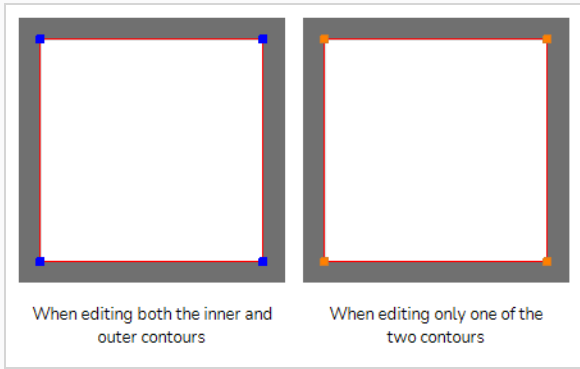 When editing both the inner and
outer contours
When editing only one of the
two contours